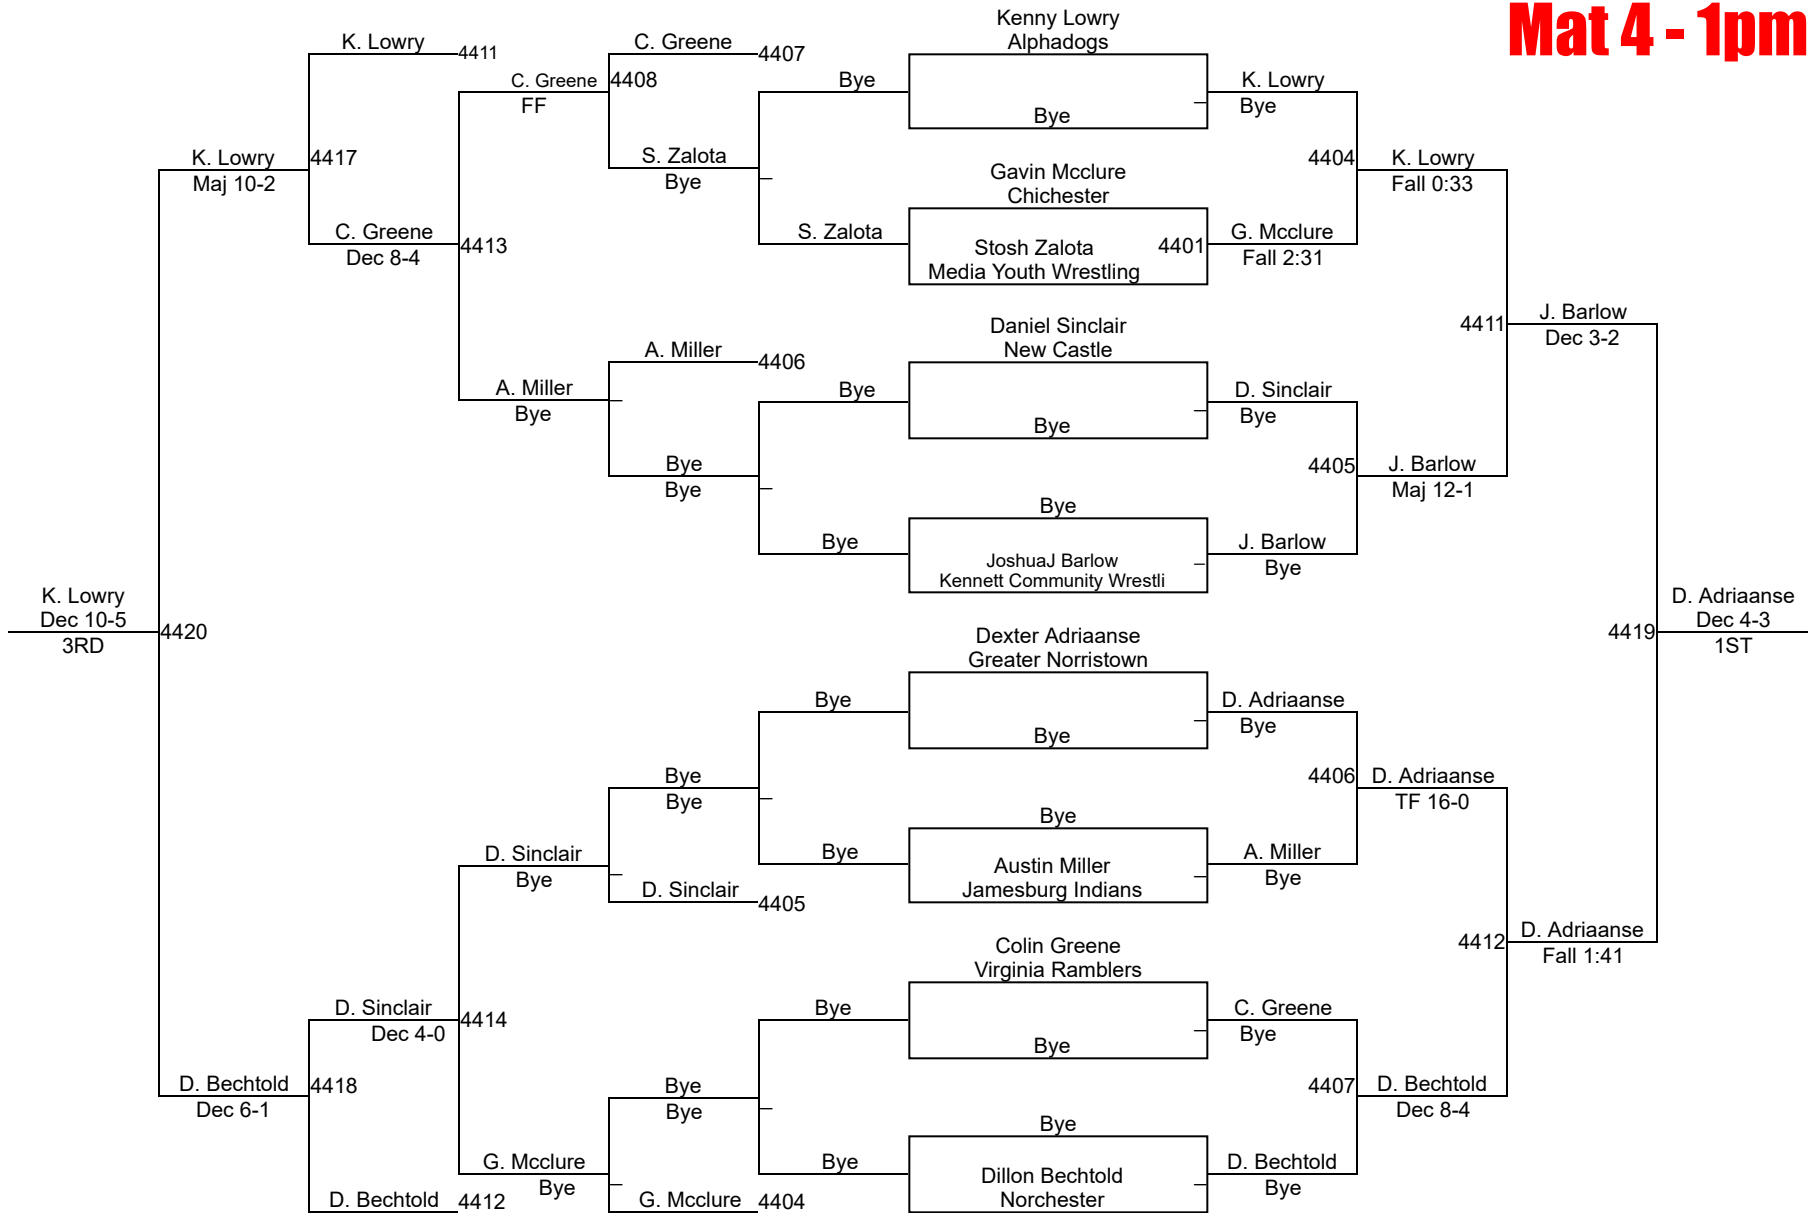 Mat 4 - 1pm
Kenny Lowry
Alphadogs
K. Lowry
4411
C. Greene
4407
C. Greene
4408
FF
Bye
Bye
K. Lowry
Bye
K. Lowry
4417
Maj 10-2
S. Zalota
Bye
Gavin Mcclure
Chichester
4404
K. Lowry
Fall 0:33
C. Greene
4413
Dec 8-4
S. Zalota
Stosh Zalota
Media Youth Wrestling
4401
G. Mcclure
Fall 2:31
Daniel Sinclair
New Castle
4411
J. Barlow
Dec 3-2
A. Miller
4406
A. Miller
Bye
Bye
Bye
D. Sinclair
Bye
Bye
Bye
4405
J. Barlow
Maj 12-1
Bye
Bye
JoshuaJ Barlow
Kennett Community Wrestli
J. Barlow
Bye
K. Lowry
Dec 10-5
3RD
4420
D. Adriaanse
Dec 4-3
1ST
4419
Dexter Adriaanse
Greater Norristown
Bye
Bye
D. Adriaanse
Bye
Bye
Bye
4406
D. Adriaanse
TF 16-0
Bye
D. Sinclair
Bye
Bye
Austin Miller
Jamesburg Indians
A. Miller
Bye
D. Sinclair
4405
Colin Greene
Virginia Ramblers
4412
D. Adriaanse
Fall 1:41
D. Sinclair
4414
Dec 4-0
Bye
Bye
C. Greene
Bye
D. Bechtold
4418
Dec 6-1
Bye
Bye
4407
D. Bechtold
Dec 8-4
Bye
G. Mcclure
Bye
Bye
Dillon Bechtold
Norchester
D. Bechtold
Bye
D. Bechtold
4412
G. Mcclure
4404